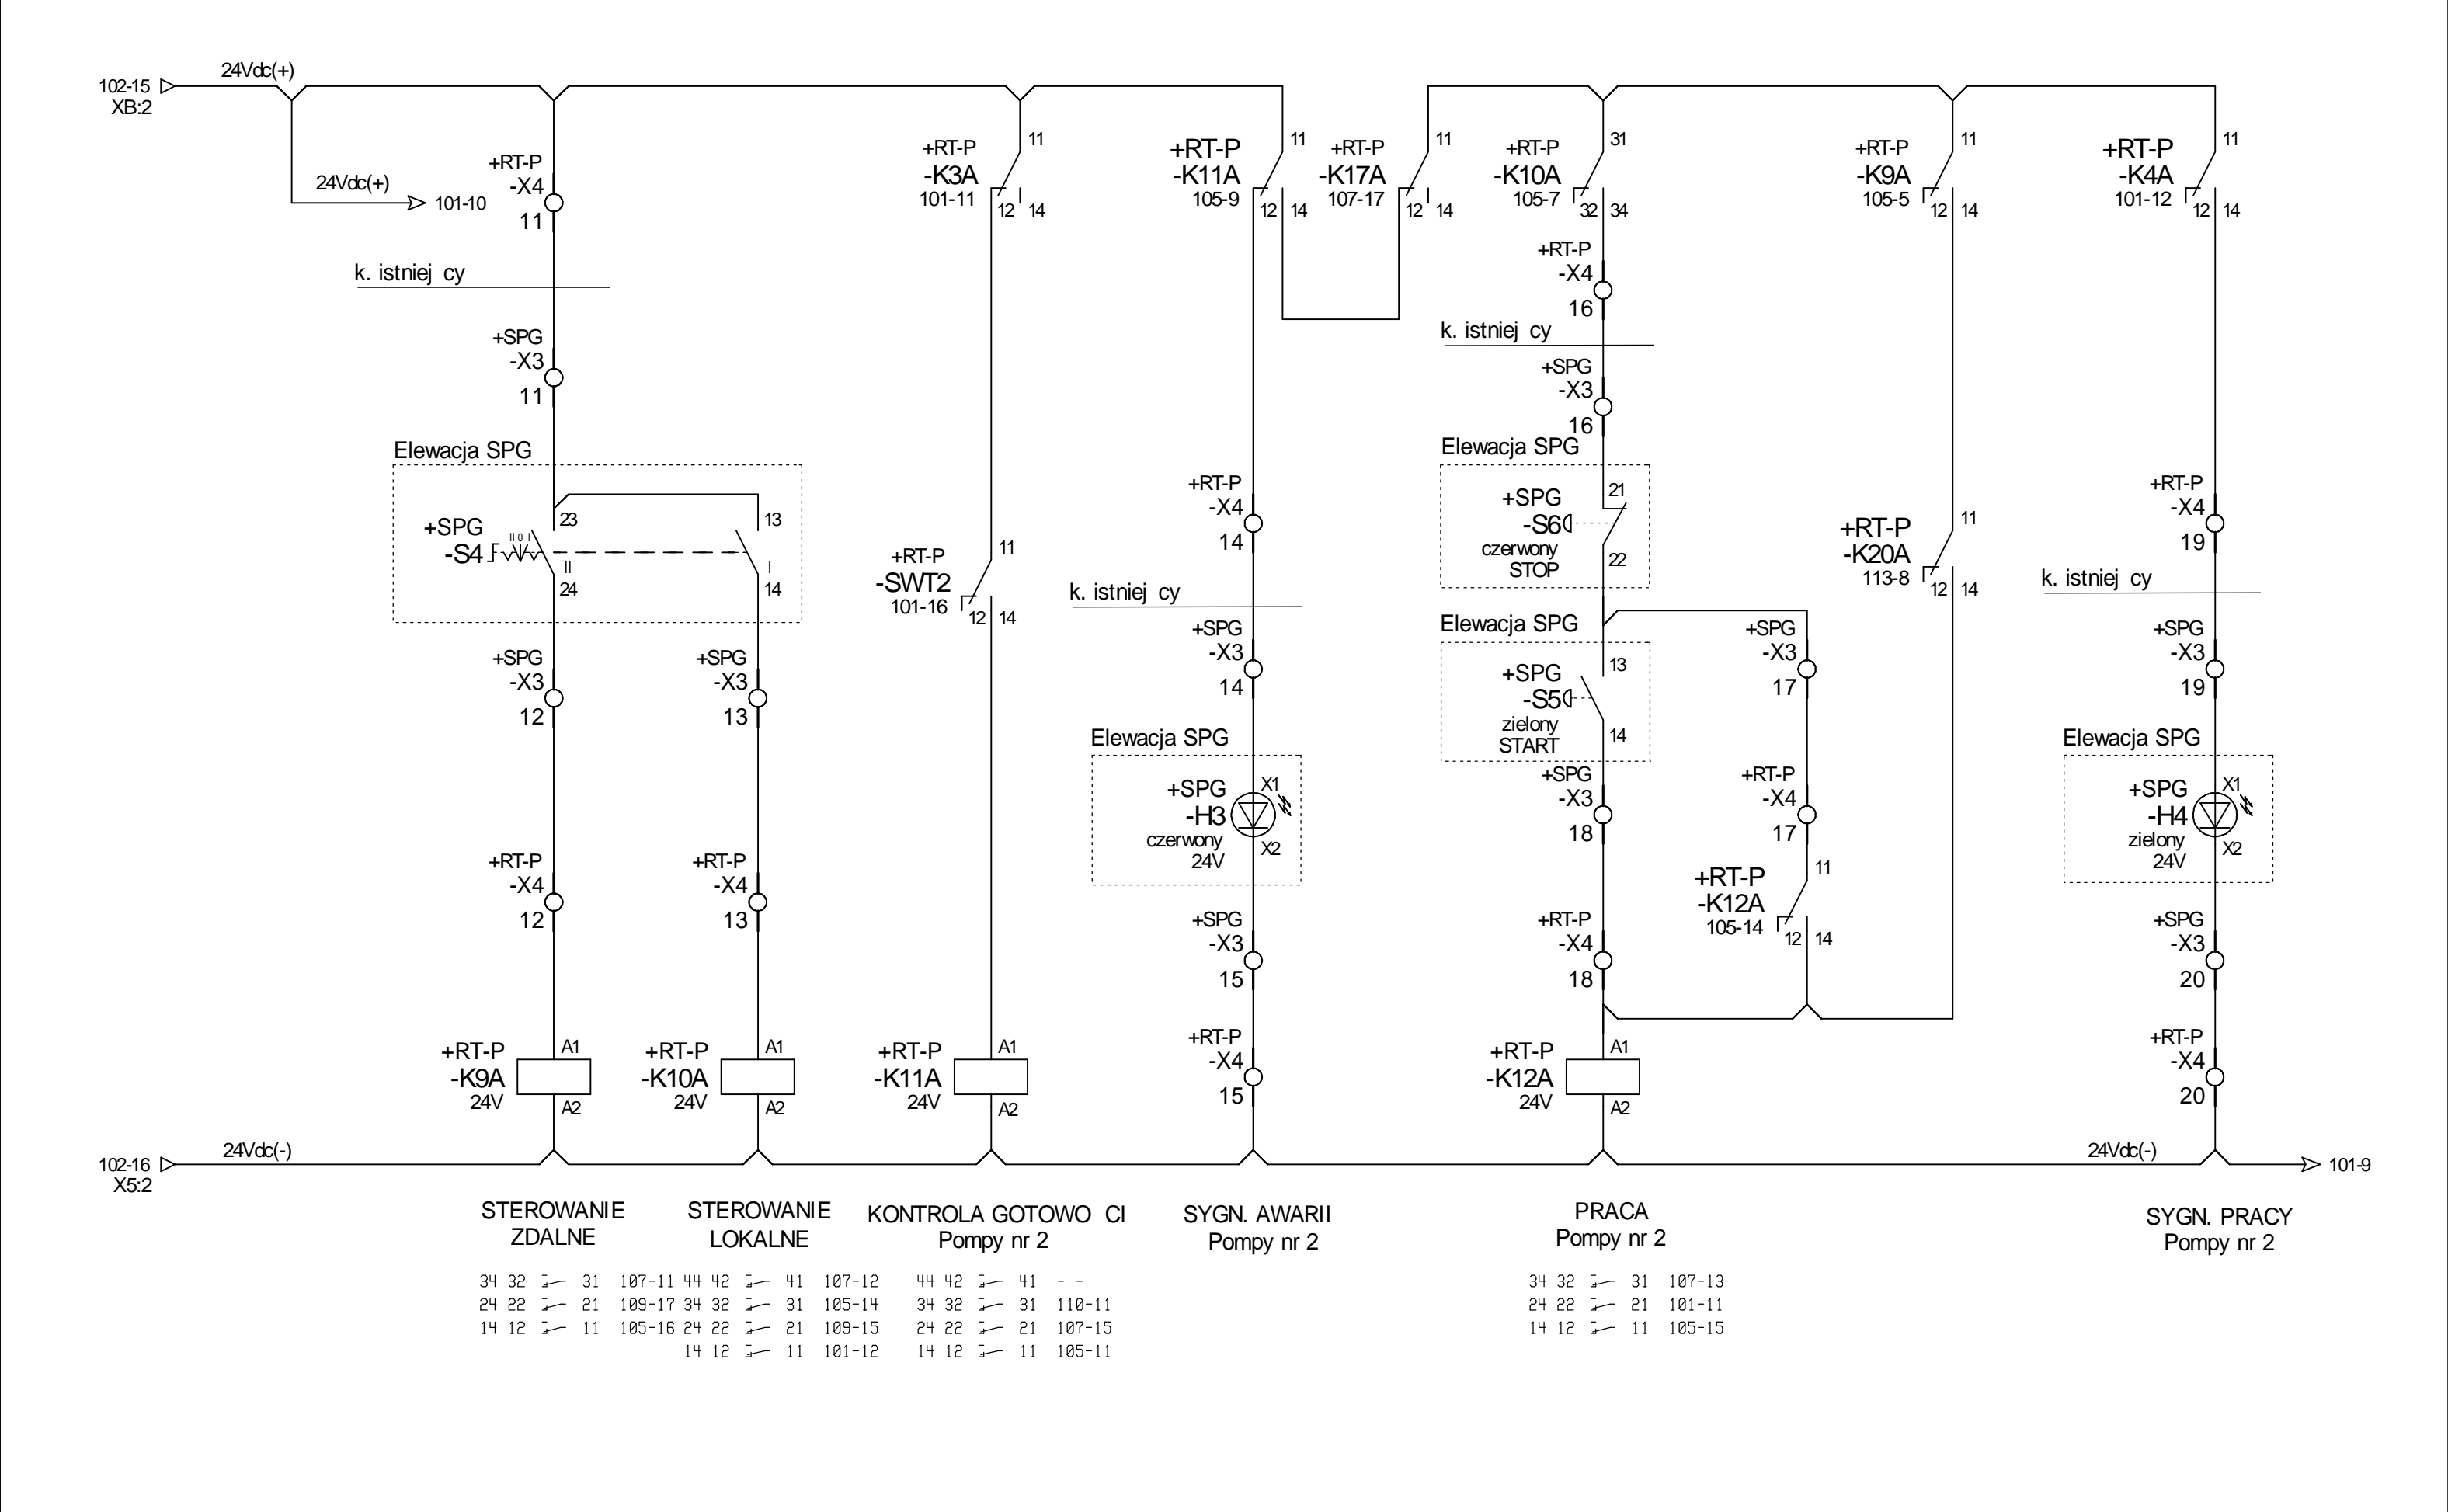 24Vdc(+)
102-15
XB:2
24Vdc(+)
101-10
+RT-P
-X4
11
k. istniej cy
+SPG
-X3
11
Elewacja SPG
+SPG
-S4
II 0 I
23
II
24
13
I
14
+SPG
-X3
12
+SPG
-X3
13
+RT-P
-X4
12
+RT-P
-X4
13
+RT-P
-K9A
24V
A1
A2
+RT-P
-K10A
24V
A1
A2
+RT-P
-K3A
101-11
11
12 14
+RT-P
-SWT2
101-16
11
12 14
+RT-P
-K11A
24V
A1
A2
+RT-P
-K11A
105-9
11
12 14
+RT-P
-X4
14
k. istniej cy
+SPG
-X3
14
Elewacja SPG
+SPG
-H3
czerwony
24V
X1
X2
+SPG
-X3
15
+RT-P
-X4
15
+RT-P
-K17A
107-17
11
12 14
+RT-P
-K10A
105-7
31
32 34
+RT-P
-X4
16
k. istniej cy
+SPG
-X3
16
Elewacja SPG
+SPG
-S6
czerwony
STOP
21
22
Elewacja SPG
+SPG
-S5
zielony
START
13
14
+SPG
-X3
18
+RT-P
-X4
18
+RT-P
-K12A
24V
A1
A2
+SPG
-X3
17
+RT-P
-X4
17
+RT-P
-K12A
105-14
11
12 14
+RT-P
-K9A
105-5
11
12 14
+RT-P
-K20A
113-8
11
12 14
+RT-P
-K4A
101-12
11
12 14
+RT-P
-X4
19
k. istniej cy
+SPG
-X3
19
Elewacja SPG
+SPG
-H4
zielony
24V
X1
X2
+SPG
-X3
20
+RT-P
-X4
20
102-16
X5:2
24Vdc(-)
24Vdc(-)
101-9
STEROWANIE
ZDALNE
STEROWANIE
LOKALNE
KONTROLA GOTOWO CI
Pompy nr 2
SYGN. AWARII
Pompy nr 2
PRACA
Pompy nr 2
SYGN. PRACY
Pompy nr 2
34 32 31 107-11
24 22 21 109-17
14 12 11 105-16
44 42 41 107-12
34 32 31 105-14
24 22 21 109-15
14 12 11 101-12
44 42 41 - -
34 32 31 110-11
24 22 21 107-15
14 12 11 105-11
34 32 31 107-13
24 22 21 101-11
14 12 11 105-15